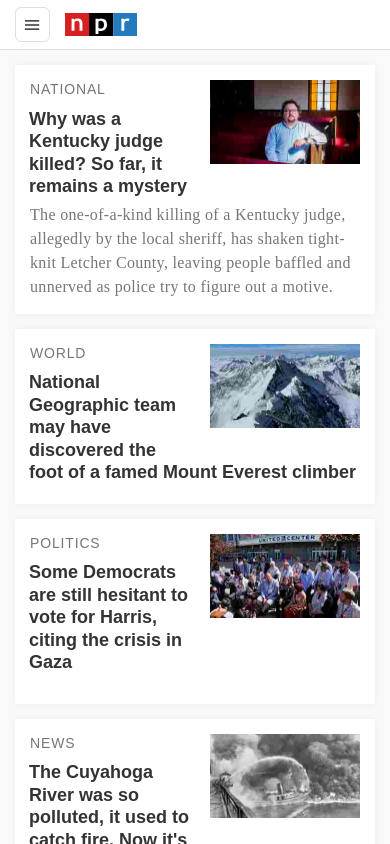 npr
NATIONAL
Why was a
Kentucky judge
killed? So far, it
remains a mystery
The one-of-a-kind killing of a Kentucky judge,
allegedly by the local sheriff, has shaken tight-
knit Letcher County, leaving people baffled and
unnerved as police try to figure out a motive.
WORLD
National
Geographic team
may have
discovered the
foot of a famed Mount Everest climber
POLITICS
UNITED CENTER
Some Democrats
are still hesitant to
vote for Harris,
citing the crisis in
Gaza
NEWS
The Cuyahoga
River was so
polluted, it used to
catch fire. Now it's